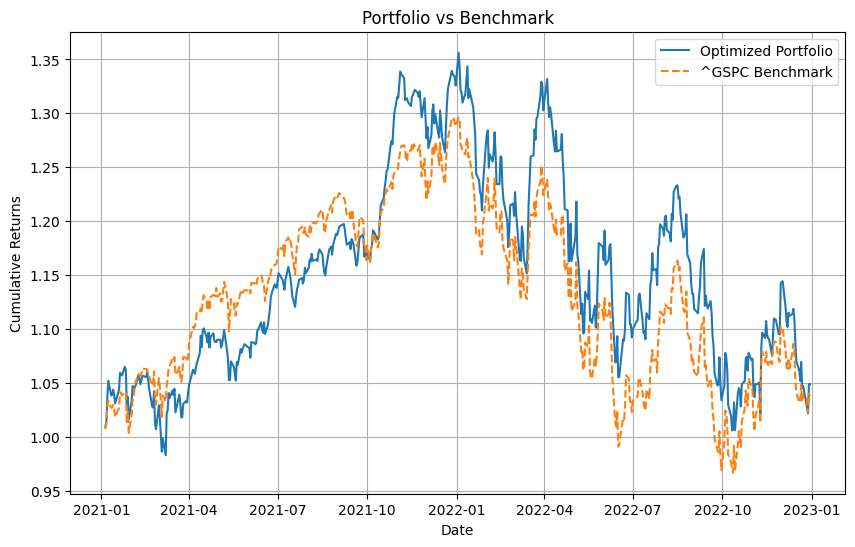 Portfolio vs Benchmark
Optimized Portfolio
^GSPC Benchmark
Cumulative Returns
1.35
1.30
1.25
1.20
1.15
1.10
1.05
1.00
0.95
2021-01 2021-04 2021-07 2021-10 2022-01 2022-04 2022-07 2022-10 2023-01
Date